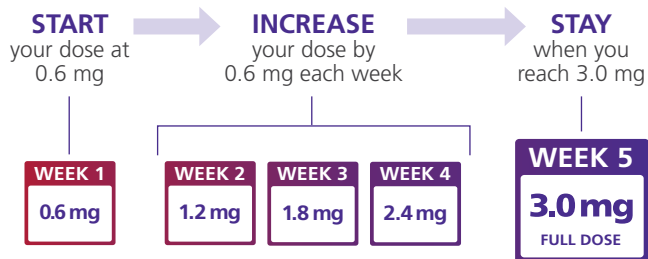 START
your dose at
0.6 mg
INCREASE
your dose by
0.6 mg each week
STAY
when you
reach 3.0 mg
WEEK 1
0.6 mg
WEEK 2
1.2 mg
WEEK 3
1.8 mg
WEEK 4
2.4 mg
WEEK 5
3.0 mg
FULL DOSE